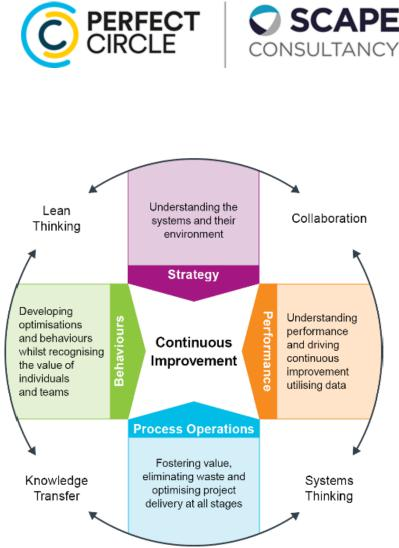 PERFECT
CIRCLE
SCAPE
CONSULTANCY
Understanding the
systems and their
environment
Strategy
Lean
Thinking
Collaboration
Developing
optimisations
and behaviours
whilst recognising
the value of
individuals
and teams
Behaviours
Continuous
Improvement
Performance
Understanding
performance
and driving
continuous
improvement
utilising data
Process Operations
Fostering value,
eliminating waste and
optimising project
delivery at all stages
Knowledge
Transfer
Systems
Thinking